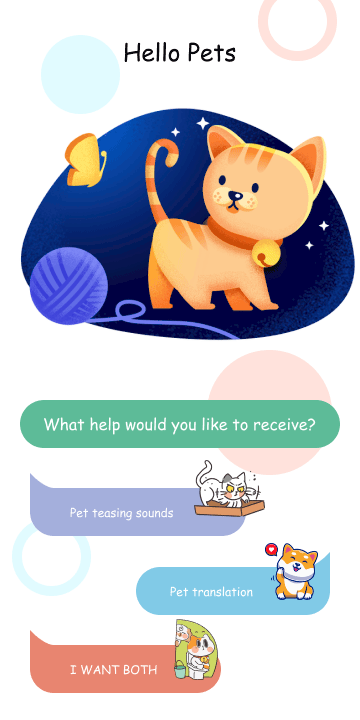 Hello Pets
What help would you like to receive?
Pet teasing sounds
Pet translation
I WANT BOTH